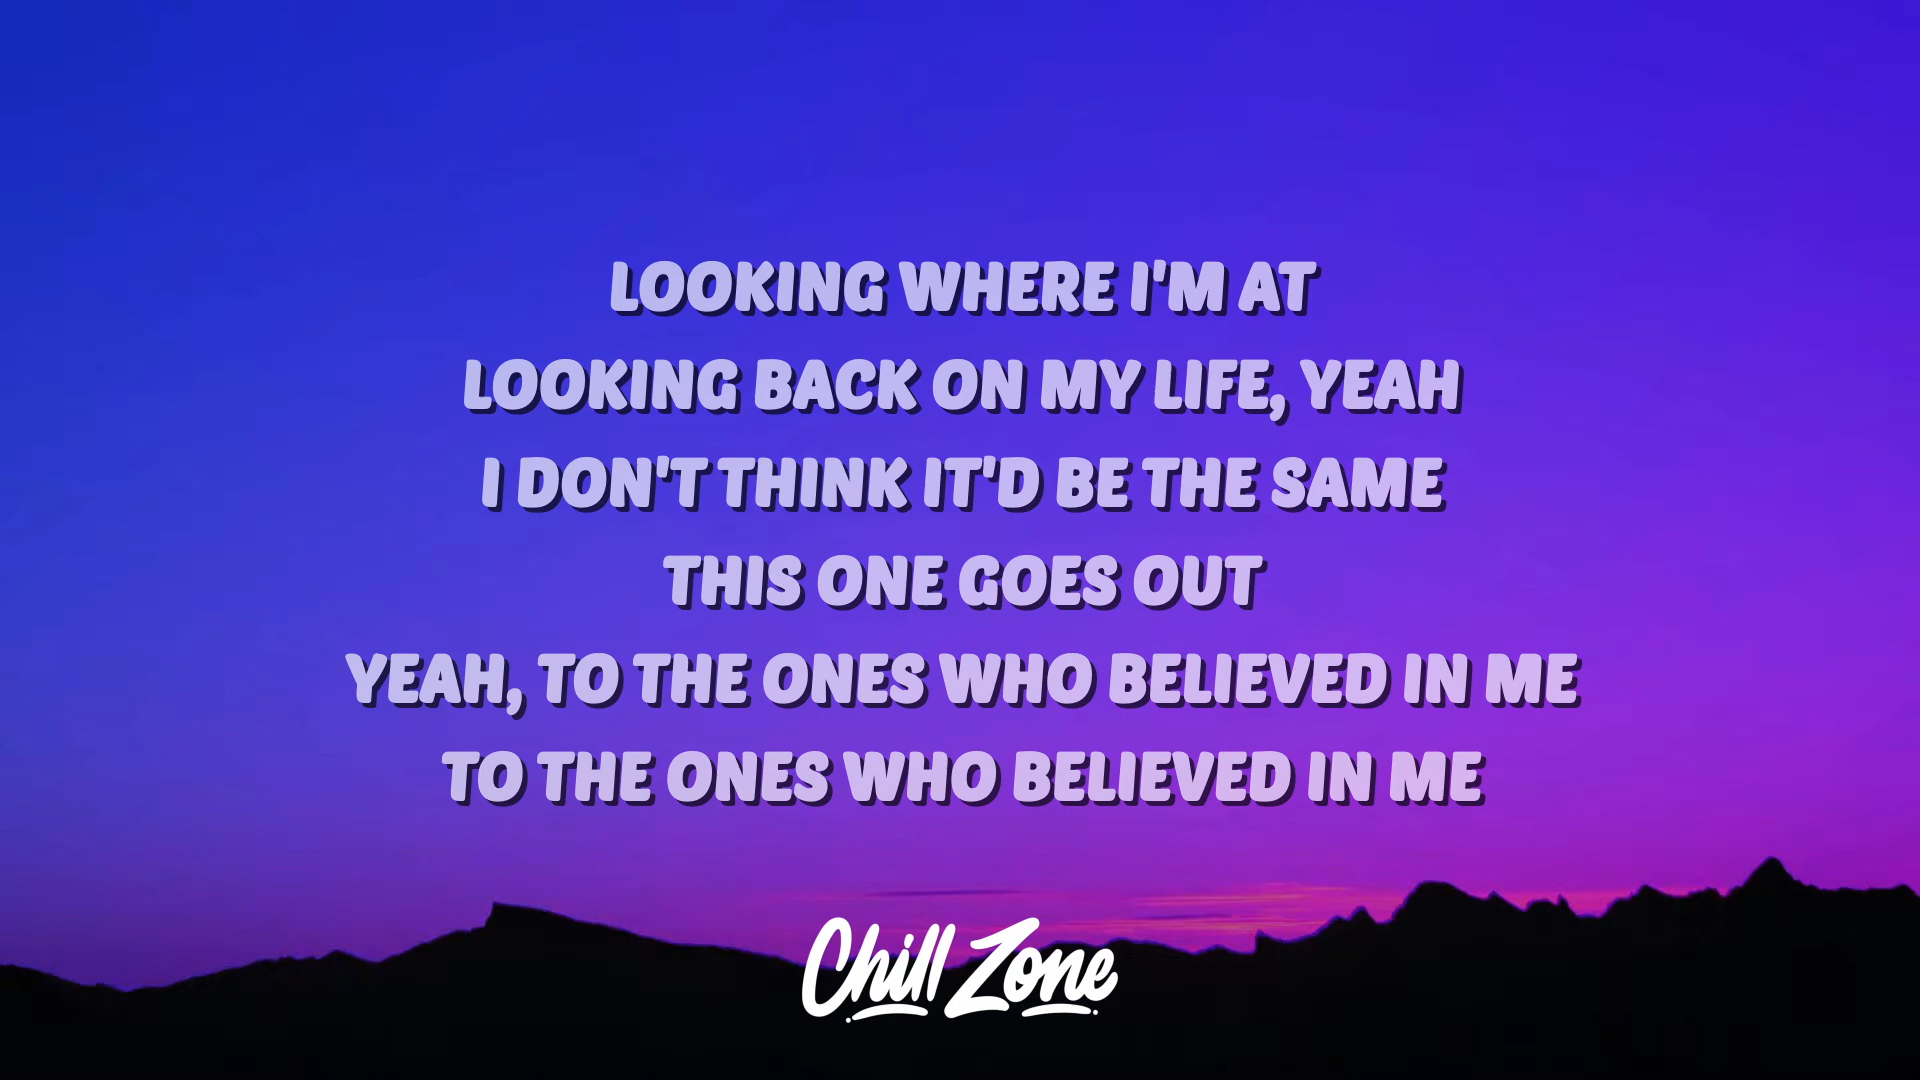 LOOKING WHERE I'M AT
LOOKING BACK ON MY LIFE, YEAH
I DON'T THINK IT'D BE THE SAME
THIS ONE GOES OUT
YEAH, TO THE ONES WHO BELIEVED IN ME
TO THE ONES WHO BELIEVED IN ME
Chill Zone